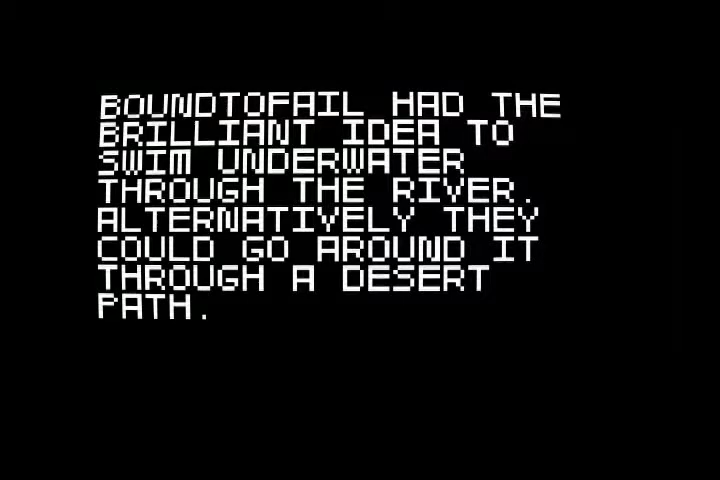 BOUNDTOFAIL HAD THE
BRILLIANT IDEA TO
SWIM UNDERWATER
THROUGH THE RIVER.
ALTERNATIVELY THEY
COULD GO AROUND IT
THROUGH A DESERT
PATH.